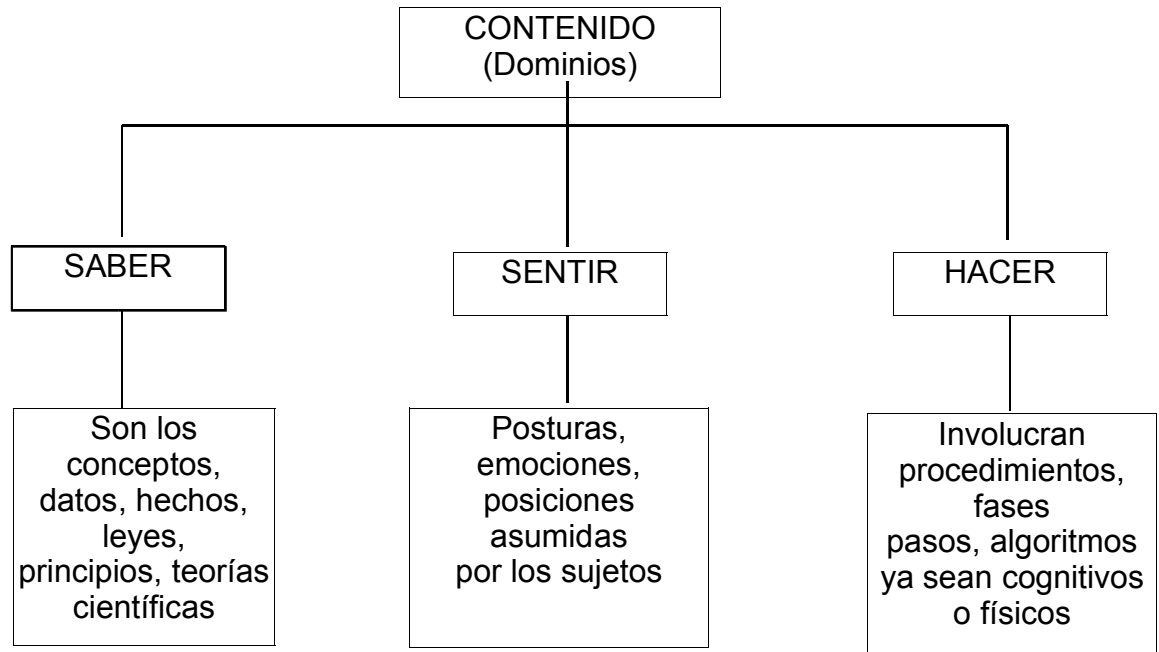 CONTENIDO
(Dominios)
SABER
SENTIR
HACER
Son los
conceptos,
datos, hechos,
leyes,
principios, teorías
científicas
Posturas,
emociones,
posiciones
asumidas
por los sujetos
Involucran
procedimientos,
fases
pasos, algoritmos
ya sean cognitivos
o físicos